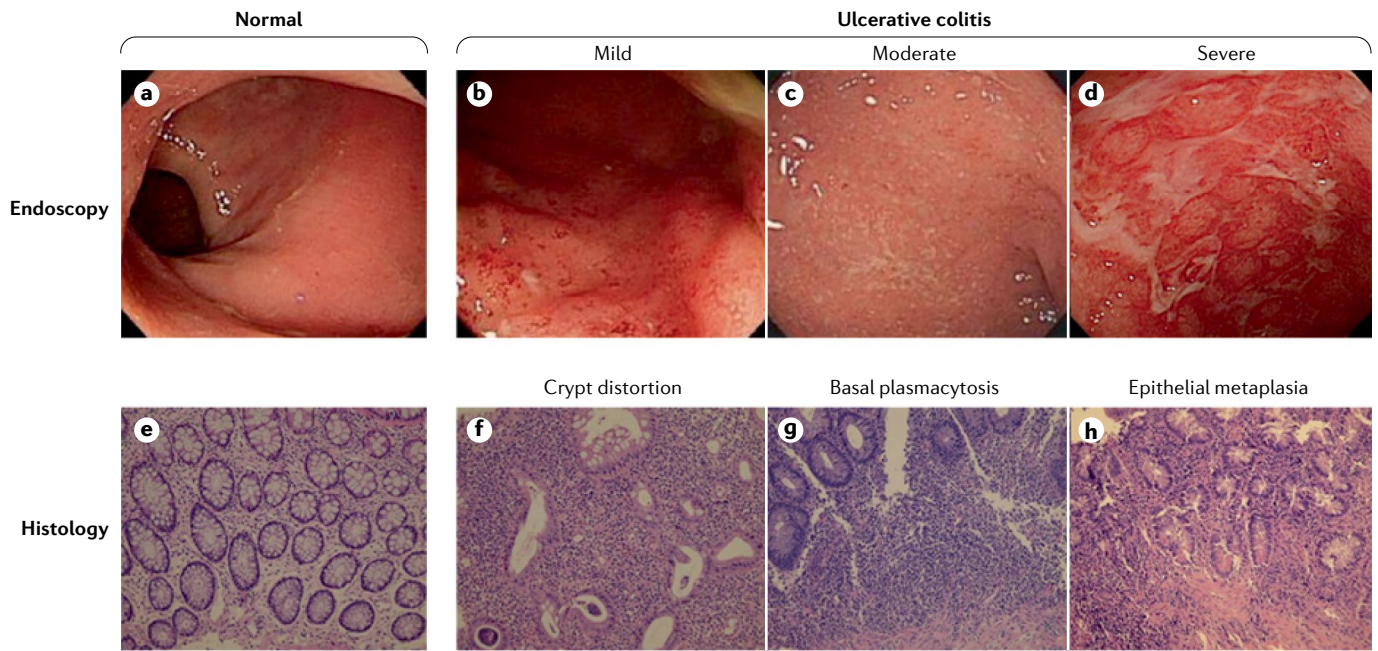 Normal
Ulcerative colitis
Mild
Moderate
Severe
a
b
c
d
Endoscopy
Crypt distortion
Basal plasmacytosis
Epithelial metaplasia
e
f
g
h
Histology